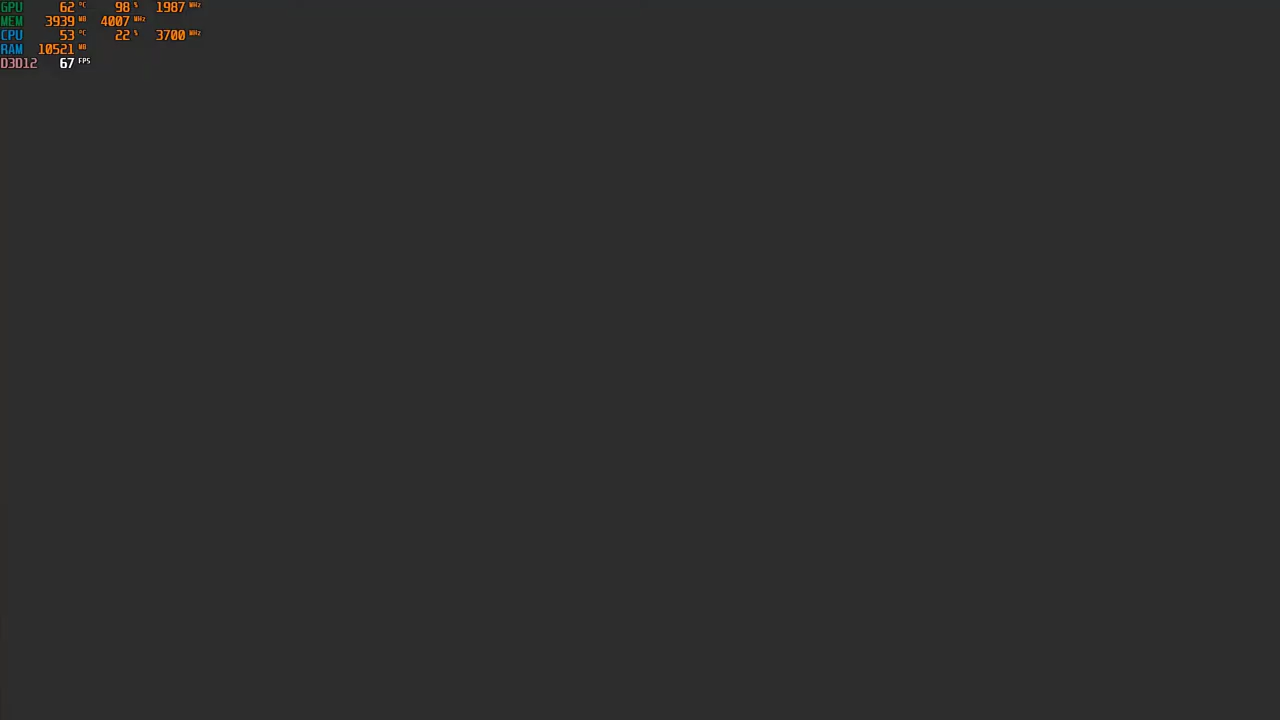 GPU 62 °C 98 % 1987 MHz
MEM 3939 MB 4007 MHz
CPU 53 °C 22 % 3700 MHz
RAM 10521 MB
D3D12 67 FPS